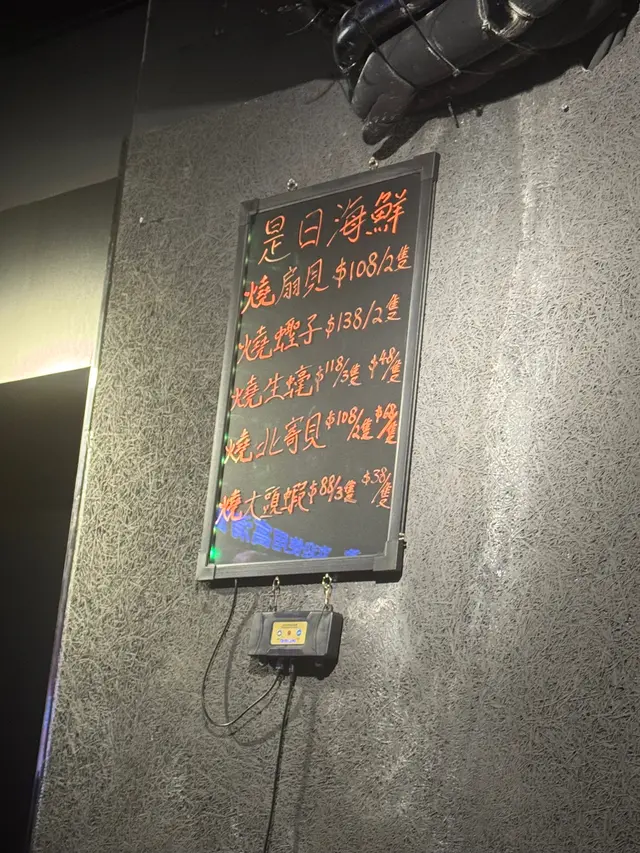 是日海鮮
燒扇貝 $108/2隻
燒蟶子 $138/2隻
燒生蠔 $118/3隻 $48/隻
燒北寄貝 $108/2隻 $62/隻
燒大頭蝦 $88/3隻 $38/隻